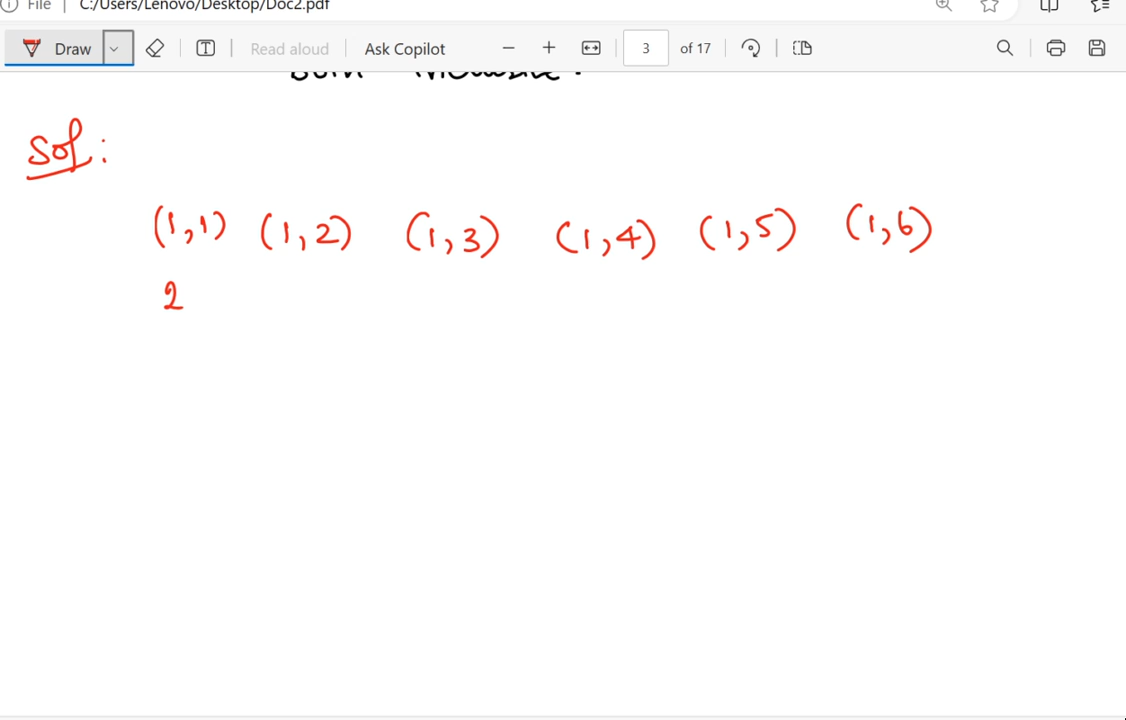 File | C:/Users/Lenovo/Desktop/Doc2.pdf
Draw Read aloud Ask Copilot 3 of 17
Sol:
(1,1) (1,2) (1,3) (1,4) (1,5) (1,6)
2